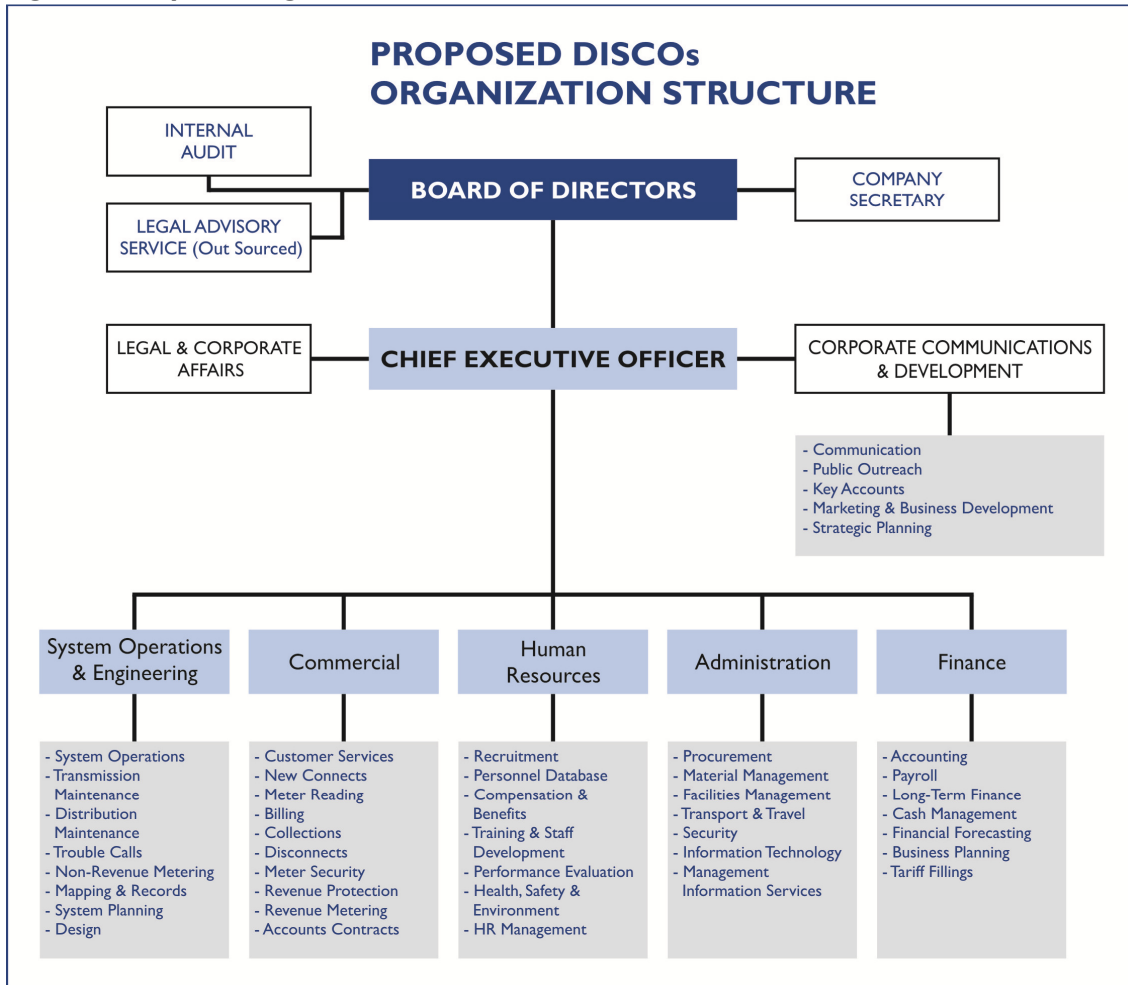 PROPOSED DISCOs
ORGANIZATION STRUCTURE
INTERNAL
AUDIT
BOARD OF DIRECTORS
COMPANY
SECRETARY
LEGAL ADVISORY
SERVICE (Out Sourced)
LEGAL & CORPORATE
AFFAIRS
CHIEF EXECUTIVE OFFICER
CORPORATE COMMUNICATIONS
& DEVELOPMENT
- Communication
- Public Outreach
- Key Accounts
- Marketing & Business Development
- Strategic Planning
System Operations
& Engineering
- System Operations
- Transmission
Maintenance
- Distribution
Maintenance
- Trouble Calls
- Non-Revenue Metering
- Mapping & Records
- System Planning
- Design
Commercial
- Customer Services
- New Connects
- Meter Reading
- Billing
- Collections
- Disconnects
- Meter Security
- Revenue Protection
- Revenue Metering
- Accounts Contracts
Human
Resources
- Recruitment
- Personnel Database
- Compensation &
Benefits
- Training & Staff
Development
- Performance Evaluation
- Health, Safety &
Environment
- HR Management
Administration
- Procurement
- Material Management
- Facilities Management
- Transport & Travel
- Security
- Information Technology
- Management
Information Services
Finance
- Accounting
- Payroll
- Long-Term Finance
- Cash Management
- Financial Forecasting
- Business Planning
- Tariff Fillings